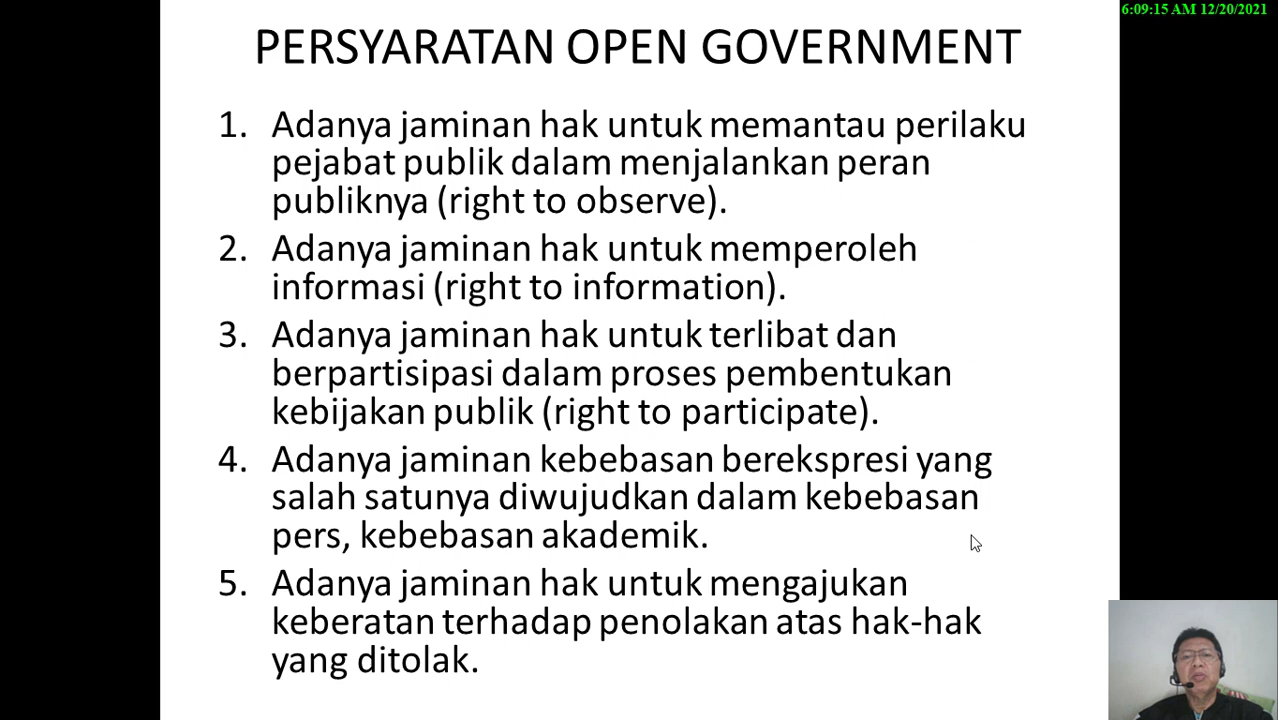 6:09:15 AM 12/20/2021
PERSYARATAN OPEN GOVERNMENT
1. Adanya jaminan hak untuk memantau perilaku
pejabat publik dalam menjalankan peran
publiknya (right to observe).
2. Adanya jaminan hak untuk memperoleh
informasi (right to information).
3. Adanya jaminan hak untuk terlibat dan
berpartisipasi dalam proses pembentukan
kebijakan publik (right to participate).
4. Adanya jaminan kebebasan berekspresi yang
salah satunya diwujudkan dalam kebebasan
pers, kebebasan akademik.
5. Adanya jaminan hak untuk mengajukan
keberatan terhadap penolakan atas hak-hak
yang ditolak.